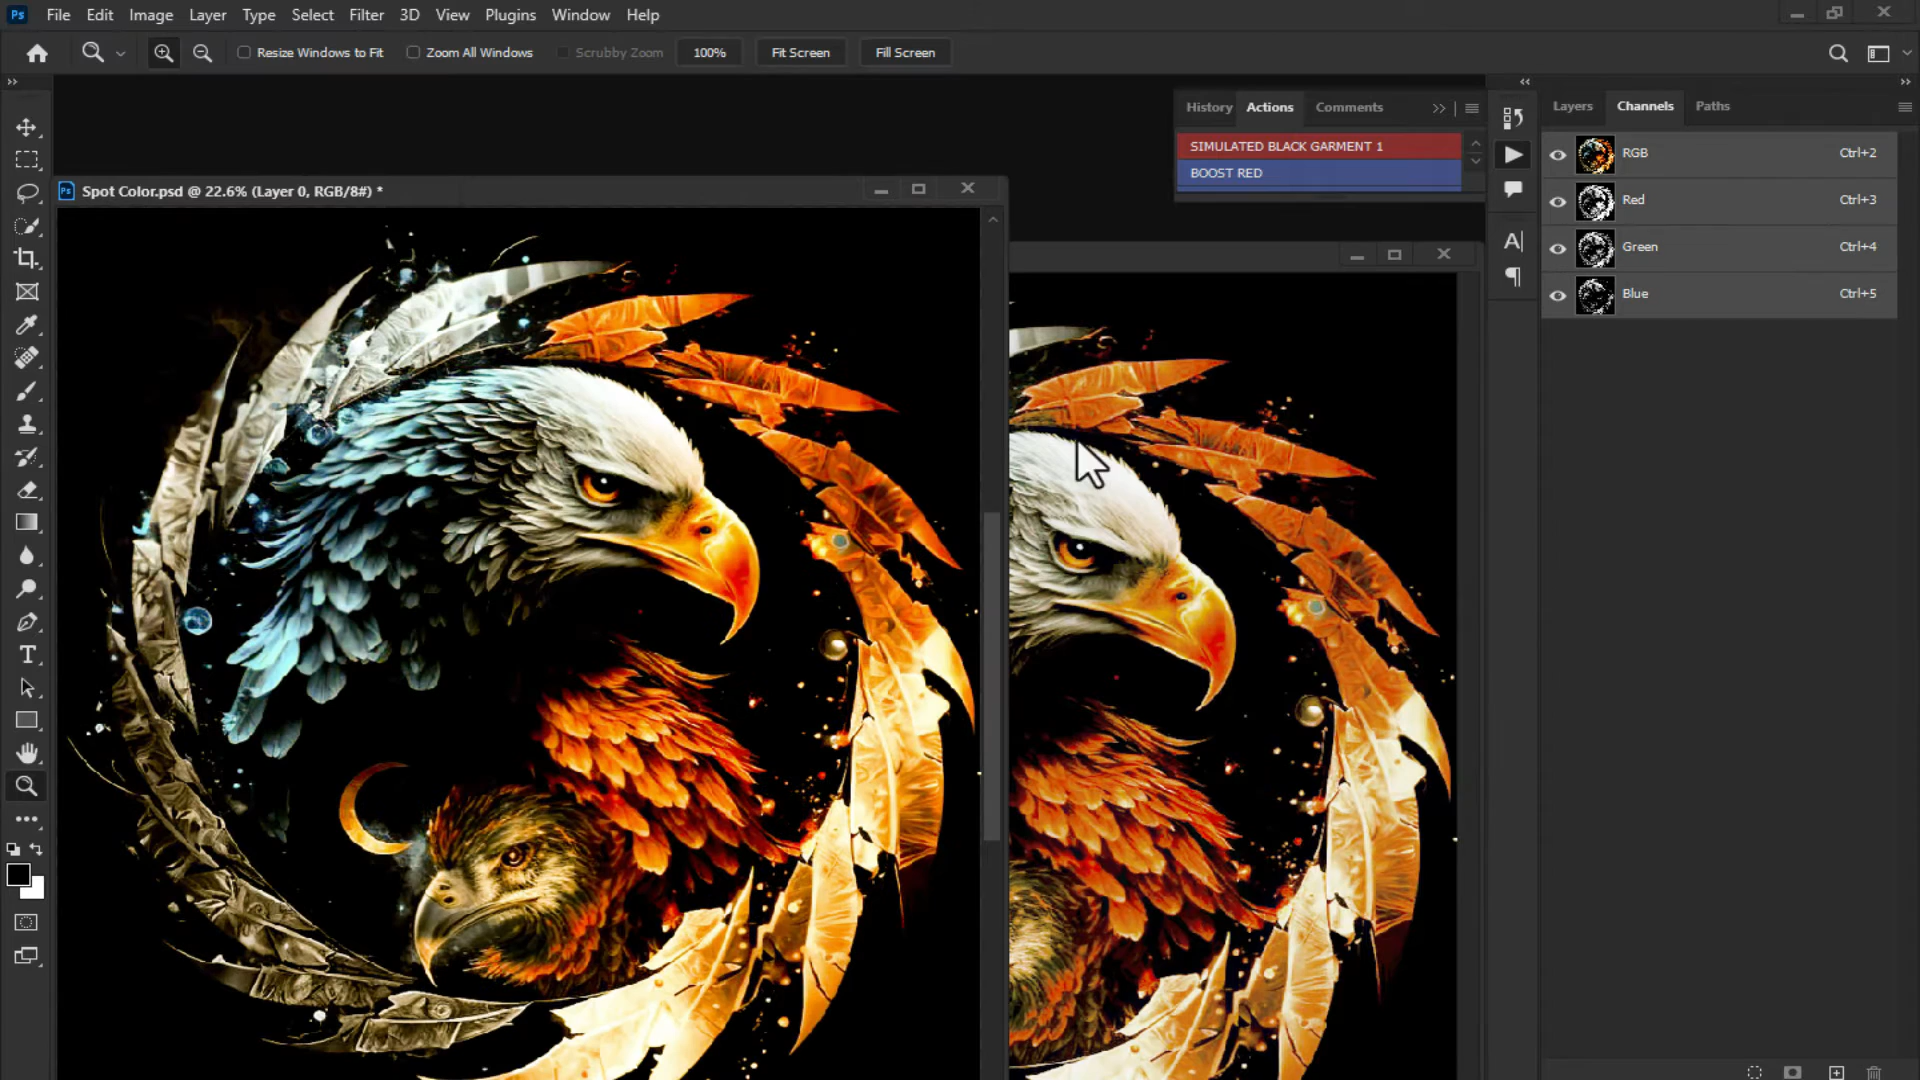 Ps File Edit Image Layer Type Select Filter 3D View Plugins Window Help
Resize Windows to Fit Zoom All Windows Scrubby Zoom 100% Fit Screen Fill Screen
History Actions Comments
Layers Channels Paths
SIMULATED BLACK GARMENT 1
BOOST RED
RGB Ctrl+2
Red Ctrl+3
Green Ctrl+4
Blue Ctrl+5
Ps Spot Color.psd @ 22.6% (Layer 0, RGB/8#) *